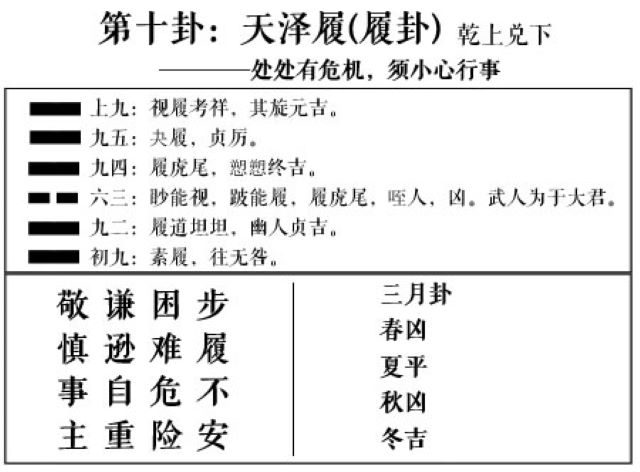 第十卦：天泽履(履卦) 乾上兑下
————处处有危机，须小心行事
上九：视履考祥，其旋元吉。
九五：夬履，贞厉。
九四：履虎尾，愬愬终吉。
六三：眇能视，跛能履，履虎尾，咥人，凶。武人为于大君。
九二：履道坦坦，幽人贞吉。
初九：素履，往无咎。
步履不安
困难危险
谦逊自重
敬慎事主
三月卦
春凶
夏平
秋凶
冬吉